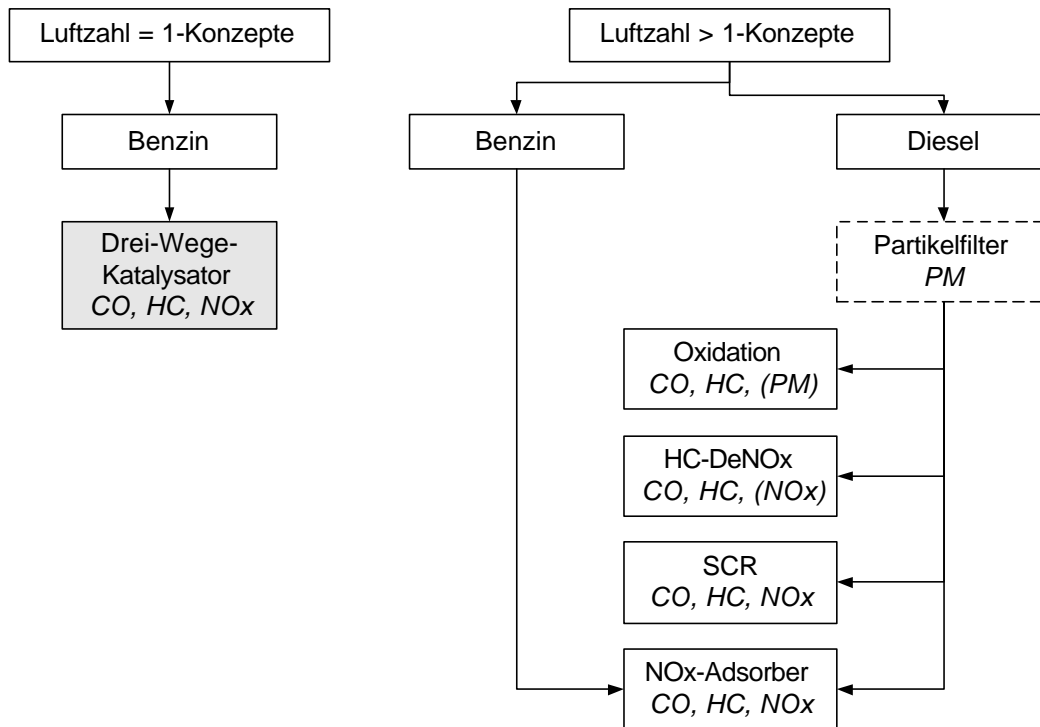 Luftzahl = 1-Konzepte
Benzin
Drei-Wege-
Katalysator
CO, HC, NOx
Luftzahl > 1-Konzepte
Benzin
Diesel
Partikelfilter
PM
Oxidation
CO, HC, (PM)
HC-DeNOx
CO, HC, (NOx)
SCR
CO, HC, NOx
NOx-Adsorber
CO, HC, NOx